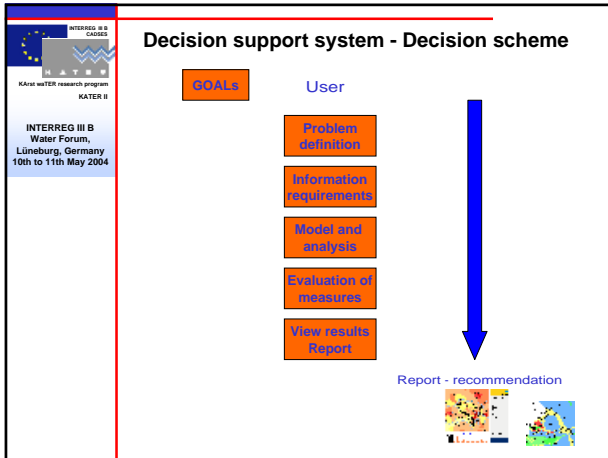 INTERREG III B
CADSES
KATER
KArst waTER research program
KATER II
INTERREG III B
Water Forum,
Lüneburg, Germany
10th to 11th May 2004
Decision support system - Decision scheme
GOALs
User
Problem
definition
Information
requirements
Model and
analysis
Evaluation of
measures
View results
Report
Report - recommendation